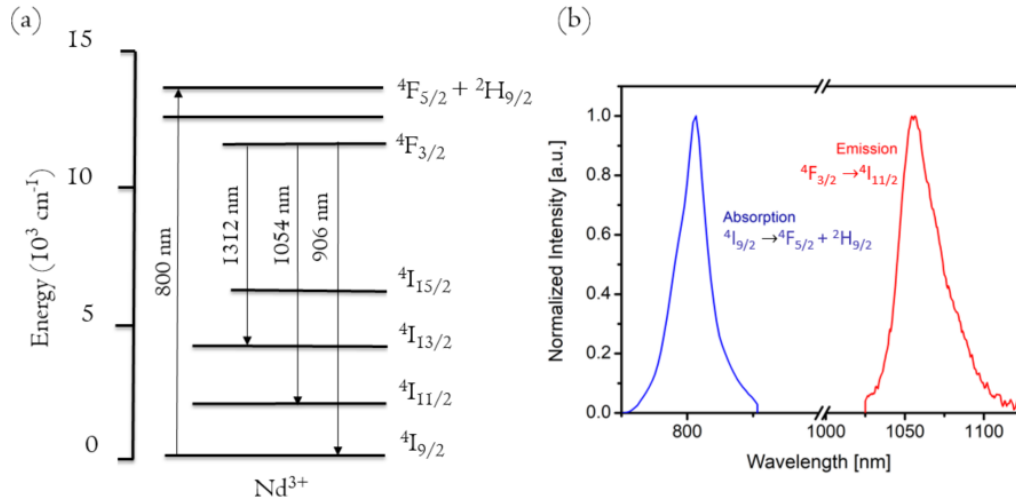 (a)
15
10
5
0
Energy (10³ cm⁻¹)
⁴F₅/₂ + ²H₉/₂
⁴F₃/₂
⁴I₁₅/₂
⁴I₁₃/₂
⁴I₁₁/₂
⁴I₉/₂
800 nm
1312 nm
1054 nm
906 nm
Nd³⁺
(b)
Normalized Intensity [a.u.]
1.0
0.8
0.6
0.4
0.2
0.0
Emission
⁴F₃/₂ →⁴I₁₁/₂
Absorption
⁴I₉/₂ →⁴F₅/₂ + ²H₉/₂
800
1000
1050
1100
Wavelength [nm]